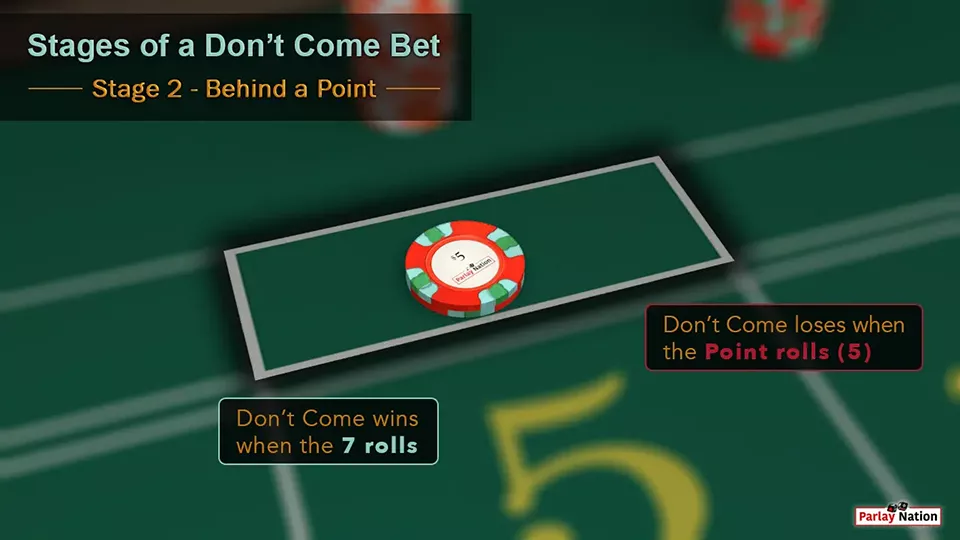 Stages of a Don't Come Bet
Stage 2 - Behind a Point
$5
Parlay Nation
Don't Come loses when
the Point rolls (5)
Don't Come wins
when the 7 rolls
5
Parlay Nation